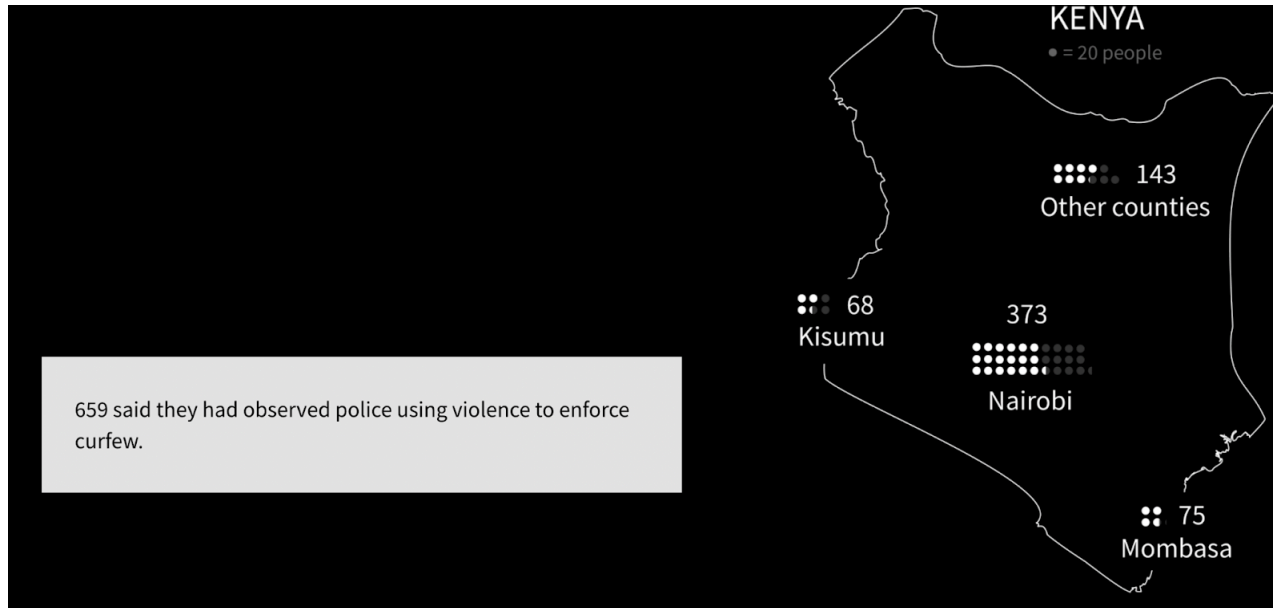 KENYA
= 20 people
143
Other counties
68
Kisumu
373
Nairobi
659 said they had observed police using violence to enforce
curfew.
75
Mombasa